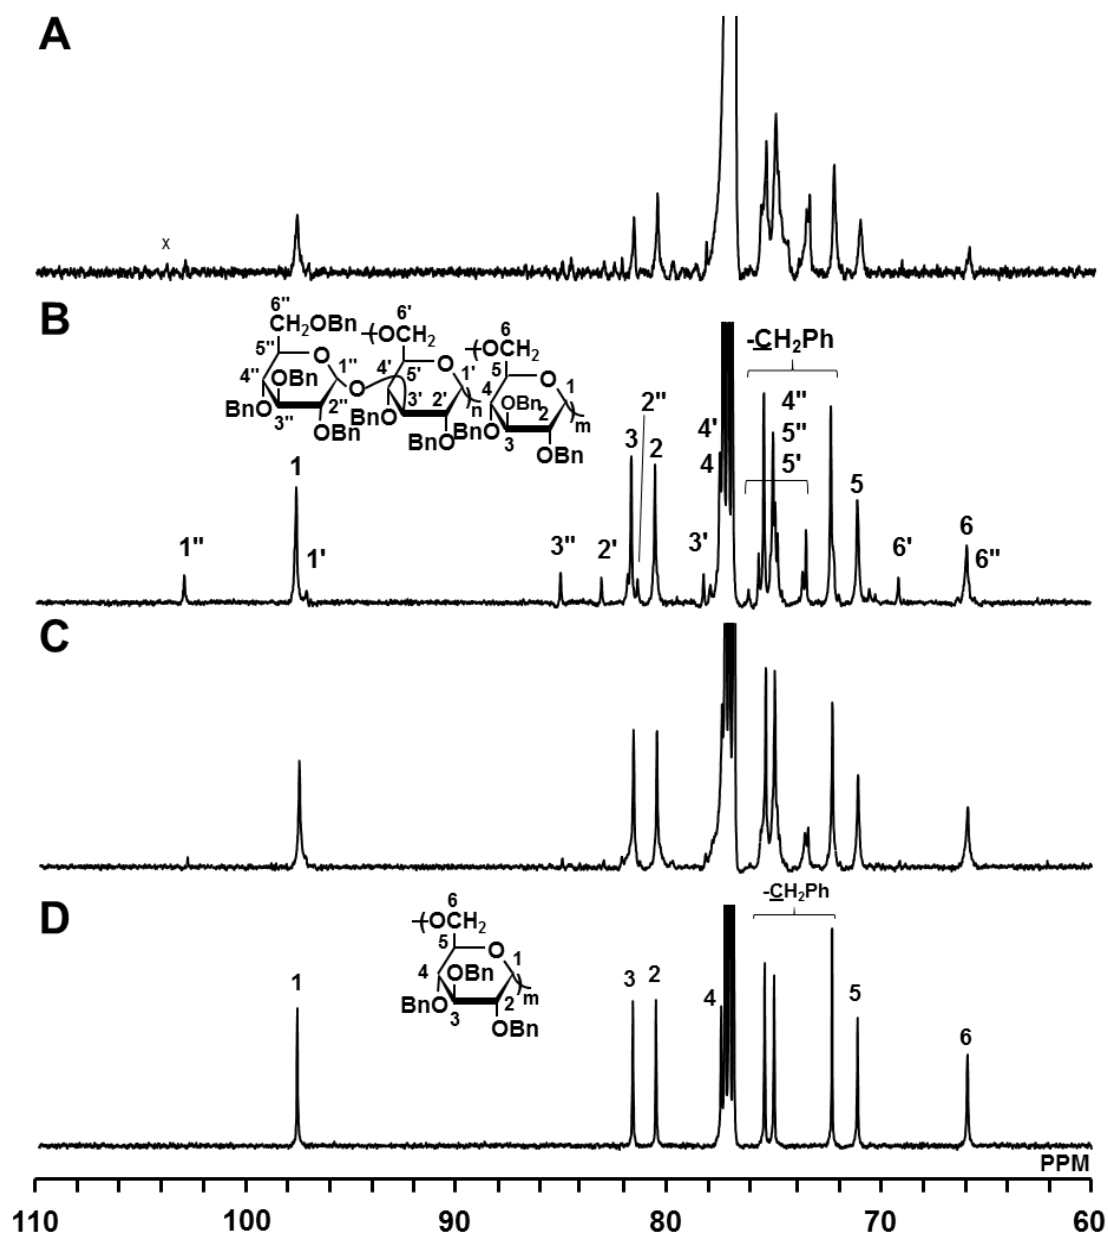 A
x
B
6''
CH2OBn
6'
(OCH2
6
(OCH2
5''
O
1''
4'
5'
O
1'
5
O
4''
OBn
O
4
1
BnO
3''
2''
OBn
3'
2'
BnO
BnO
n
OBn
2
O
3
m
OBn
-CH2Ph
2''
4'
4
4''
5''
5'
1
3
2
5
1''
1'
3''
2'
3'
6'
6
6''
C
D
6
(OCH2
5
O
4
OBn
1
BnO
3
2
m
OBn
-CH2Ph
1
3
2
4
5
6
PPM
110
100
90
80
70
60